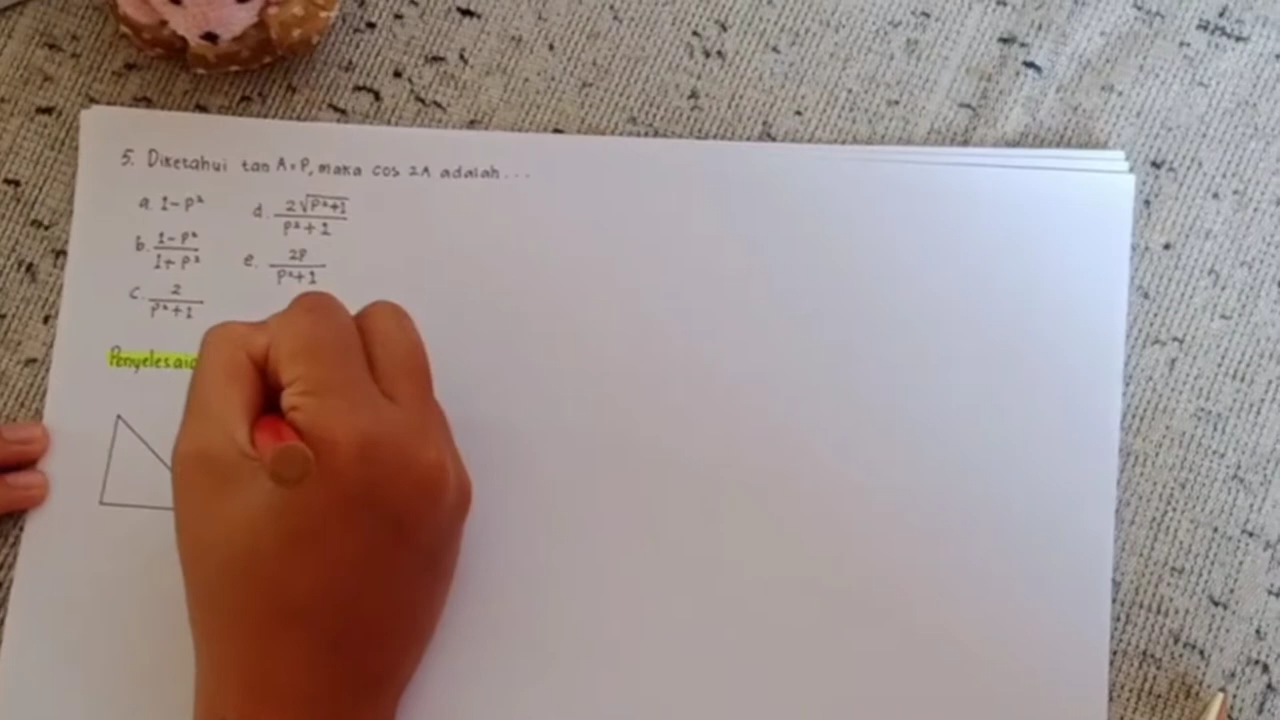 5. Diketahui tan A=P, maka cos 2A adalah...
a. 1-P²
b. 1-P²/1+P²
c. 2/P²+1
d. 2√P²+1/P²+1
e. 2P/P²+1